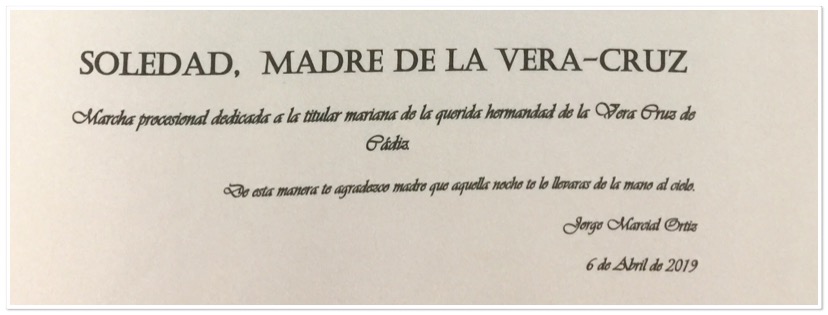 SOLEDAD, MADRE DE LA VERA-CRUZ
Marcha procesional dedicada a la titular mariana de la querida hermandad de la Vera Cruz de
Cádiz
De esta manera te agradezco madre que aquella noche te lo llevaras de la mano al cielo.
Jorge Marcial Ortiz
6 de Abril de 2019